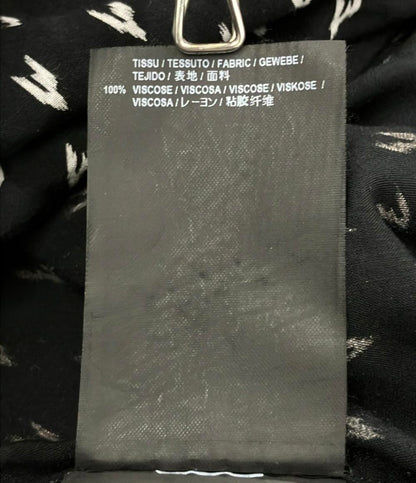 TISSU / TESSUTO / FABRIC / GEWEBE /
TEJIDO / 表地 / 面料
100% VISCOSE / VISCOSA / VISCOSE / VISKOSE /
VISCOSA / レーヨン / 粘胶纤维